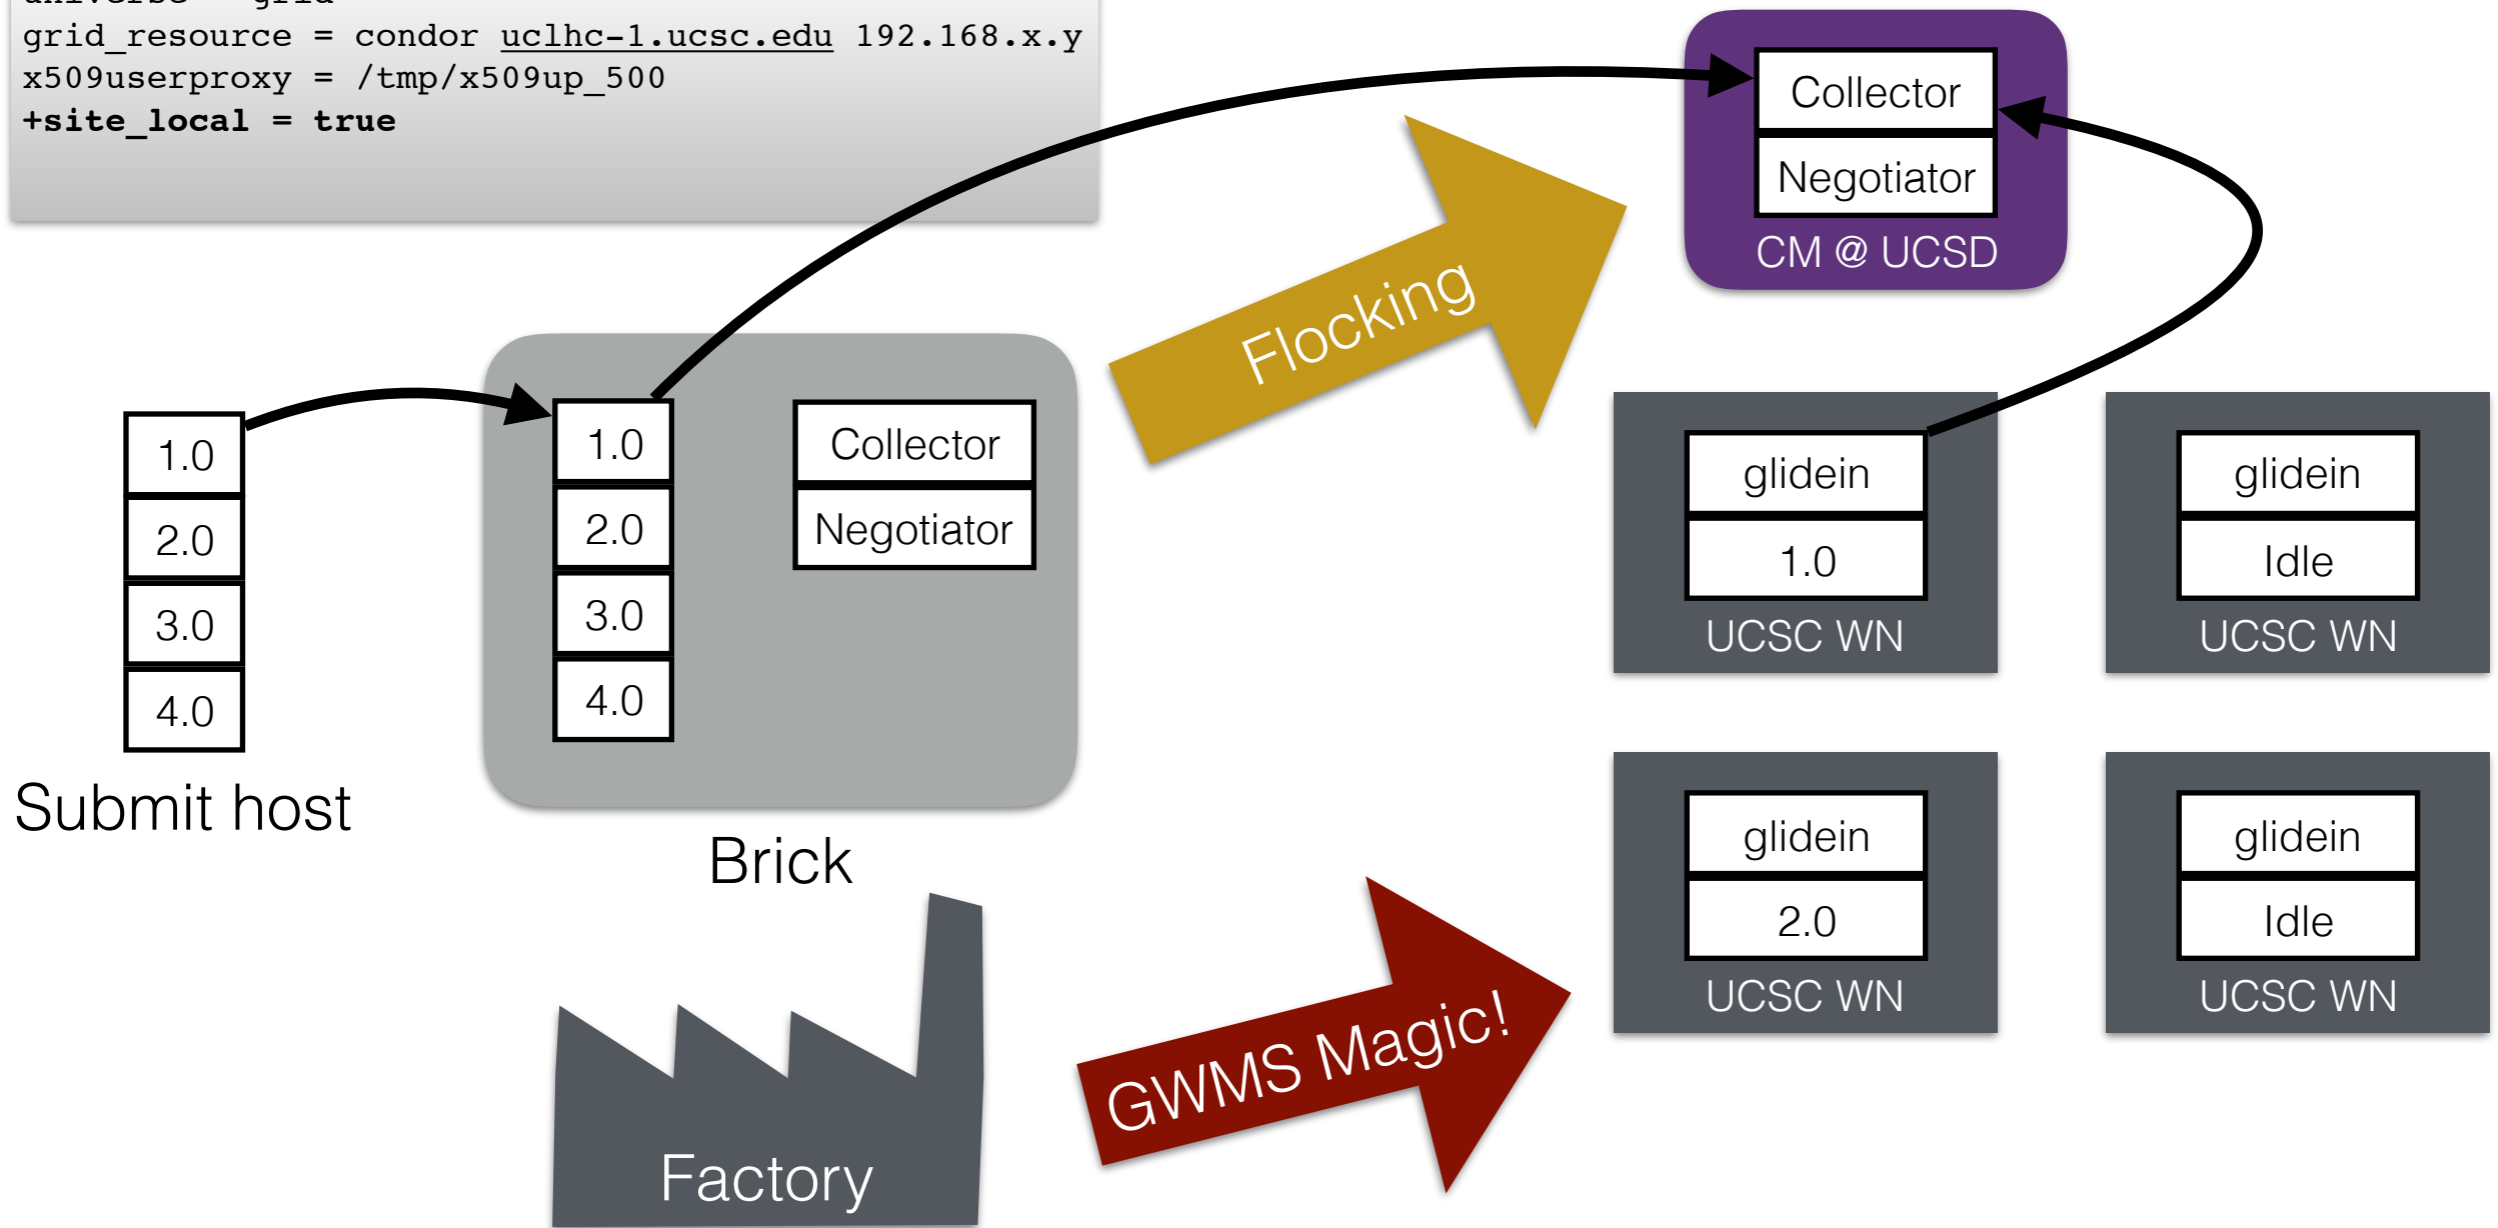 grid_resource = condor uclhc-1.ucsc.edu 192.168.x.y
x509userproxy = /tmp/x509up_500
+site_local = true
Collector
Negotiator
CM @ UCSD
Flocking
1.0
2.0
3.0
4.0
Submit host
1.0
2.0
3.0
4.0
Collector
Negotiator
Brick
glidein
1.0
UCSC WN
glidein
Idle
UCSC WN
glidein
2.0
UCSC WN
glidein
Idle
UCSC WN
GWMS Magic!
Factory